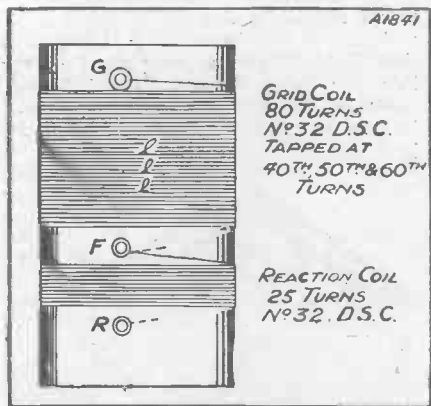 A1841
G
GRID COIL
80 TURNS
Nº32 D.S.C.
TAPPED AT
40TH, 50TH & 60TH
TURNS
l
l
l
F
REACTION COIL
25 TURNS
Nº32. D.S.C.
R